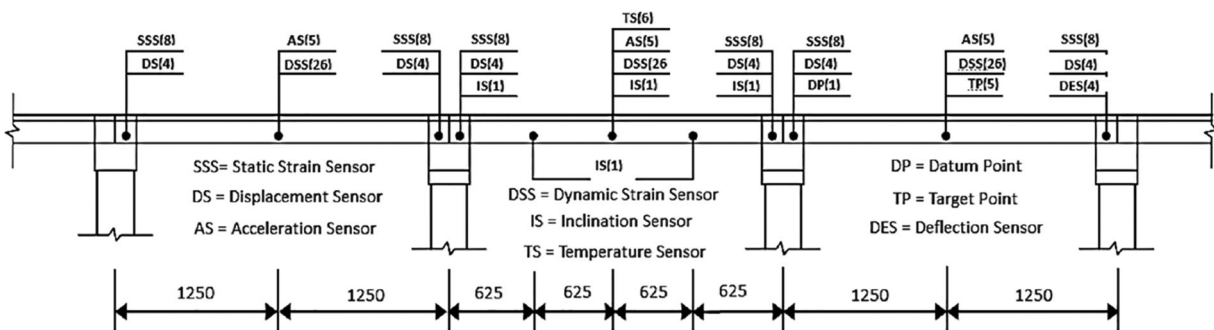 TS(6)
SSS(8) AS(5) SSS(8) SSS(8) AS(5) SSS(8) SSS(8) AS(5) SSS(8)
DS(4) DSS(26) DS(4) DS(4) DSS(26 DS(4) DS(4) DSS(26) DS(4)
IS(1) IS(1) IS(1) DP(1) TP(5) DES(4)
IS(1)
SSS= Static Strain Sensor
DS = Displacement Sensor
AS = Acceleration Sensor
DSS = Dynamic Strain Sensor
IS = Inclination Sensor
TS = Temperature Sensor
DP = Datum Point
TP = Target Point
DES = Deflection Sensor
1250 1250 625 625 625 625 1250 1250